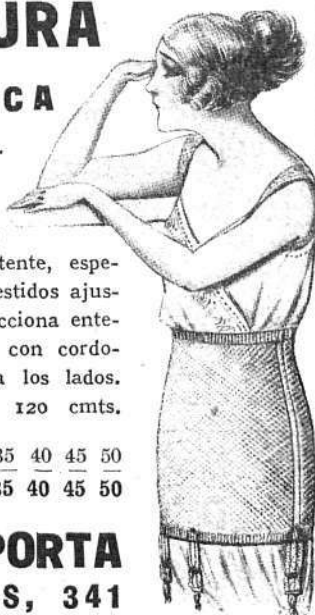 URA
CA
tente, espe-
estidos ajus-
cciona ente-
con cordo-
a los lados.
120 cmts.
35 40 45 50
35 40 45 50
PORTA
S, 341